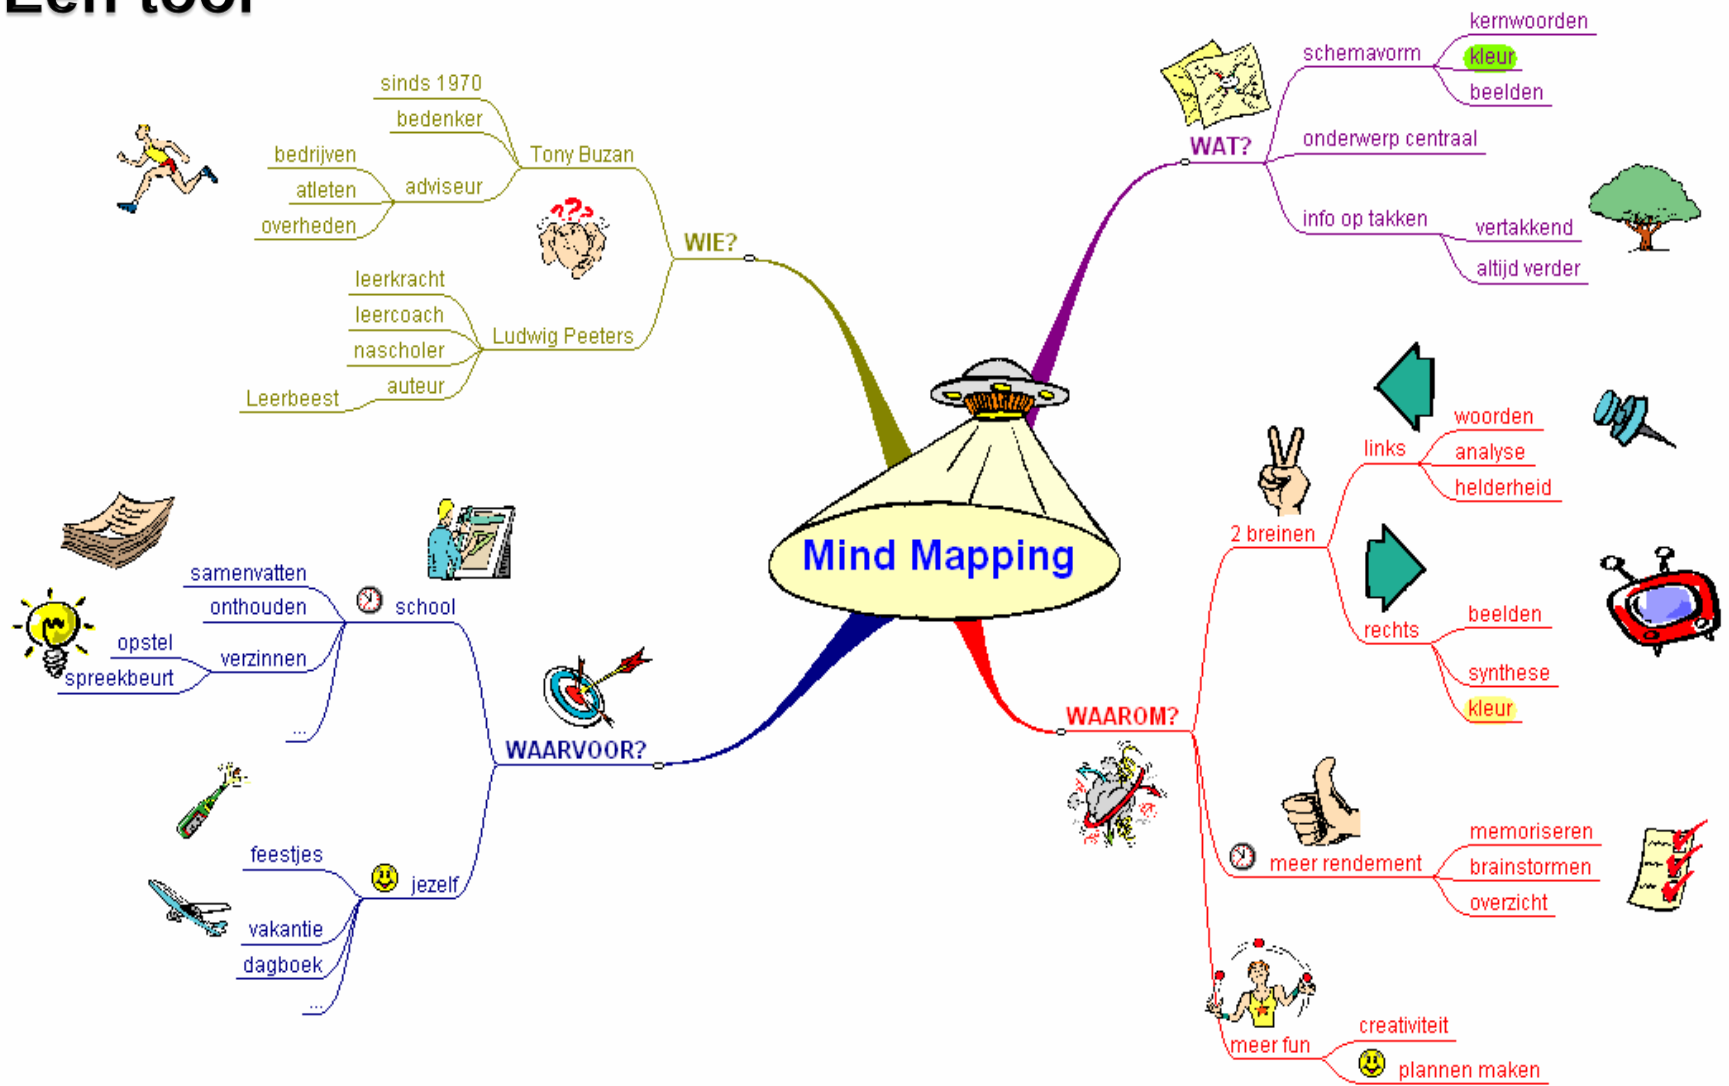 Een tool
Mind Mapping
WAT?
schemavorm
kernwoorden
kleur
beelden
onderwerp centraal
info op takken
vertakkend
altijd verder
WAAROM?
2 breinen
links
woorden
analyse
helderheid
rechts
beelden
synthese
kleur
meer rendement
memoriseren
brainstormen
overzicht
meer fun
creativiteit
plannen maken
WAARVOOR?
school
samenvatten
onthouden
verzinnen
opstel
spreekbeurt
...
jezelf
feestjes
vakantie
dagboek
...
WIE?
???
Tony Buzan
sinds 1970
bedenker
adviseur
bedrijven
atleten
overheden
Ludwig Peeters
leerkracht
leercoach
nascholer
auteur
Leerbeest